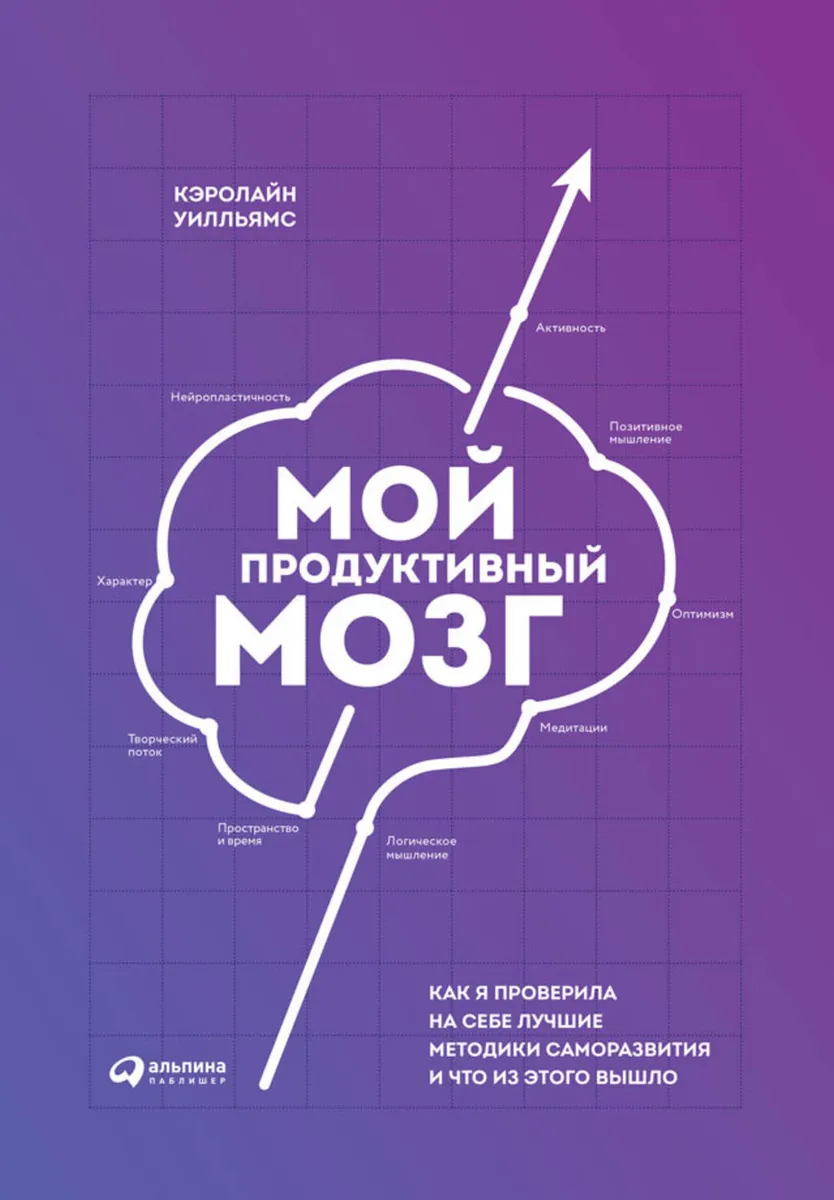 КЭРОЛАЙН
УИЛЛЬЯМС
Активность
Нейропластичность
Позитивное
мышление
МОЙ
ПРОДУКТИВНЫЙ
МОЗГ
Характер
Оптимизм
Творческий
поток
Медитации
Пространство
и время
Логическое
мышление
КАК Я ПРОВЕРИЛА
НА СЕБЕ ЛУЧШИЕ
МЕТОДИКИ САМОРАЗВИТИЯ
И ЧТО ИЗ ЭТОГО ВЫШЛО
альпина
ПАБЛИШЕР